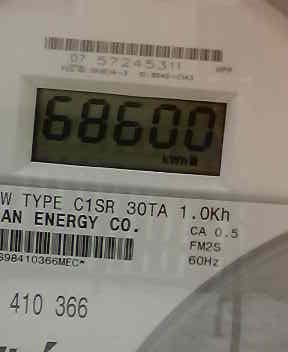 07 57245311
68600
kWh
W TYPE C1SR 30TA 1.0Kh
AN ENERGY CO.
CA 0.5
FM2S
60Hz
S98410366MEC*
410 366